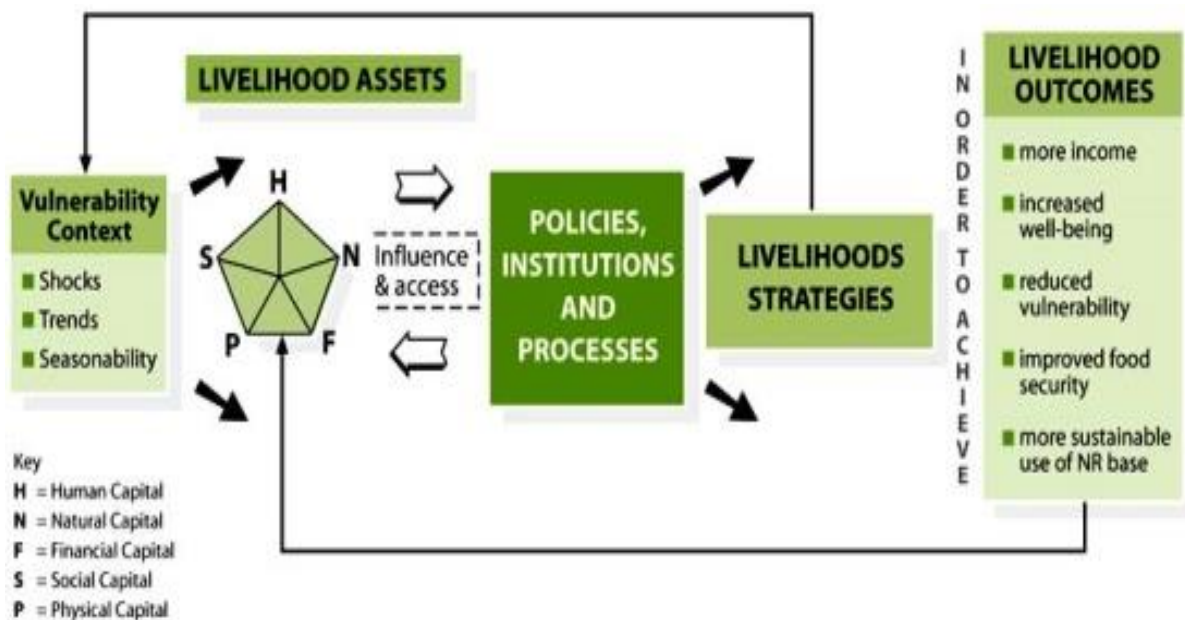 LIVELIHOOD ASSETS
Vulnerability
Context
Shocks
Trends
Seasonability
H
S
N
P
F
Influence
& access
POLICIES,
INSTITUTIONS
AND
PROCESSES
LIVELIHOODS
STRATEGIES
IN ORDER TO ACHIEVE
LIVELIHOOD
OUTCOMES
more income
increased
well-being
reduced
vulnerability
improved food
security
more sustainable
use of NR base
Key
H = Human Capital
N = Natural Capital
F = Financial Capital
S = Social Capital
P = Physical Capital